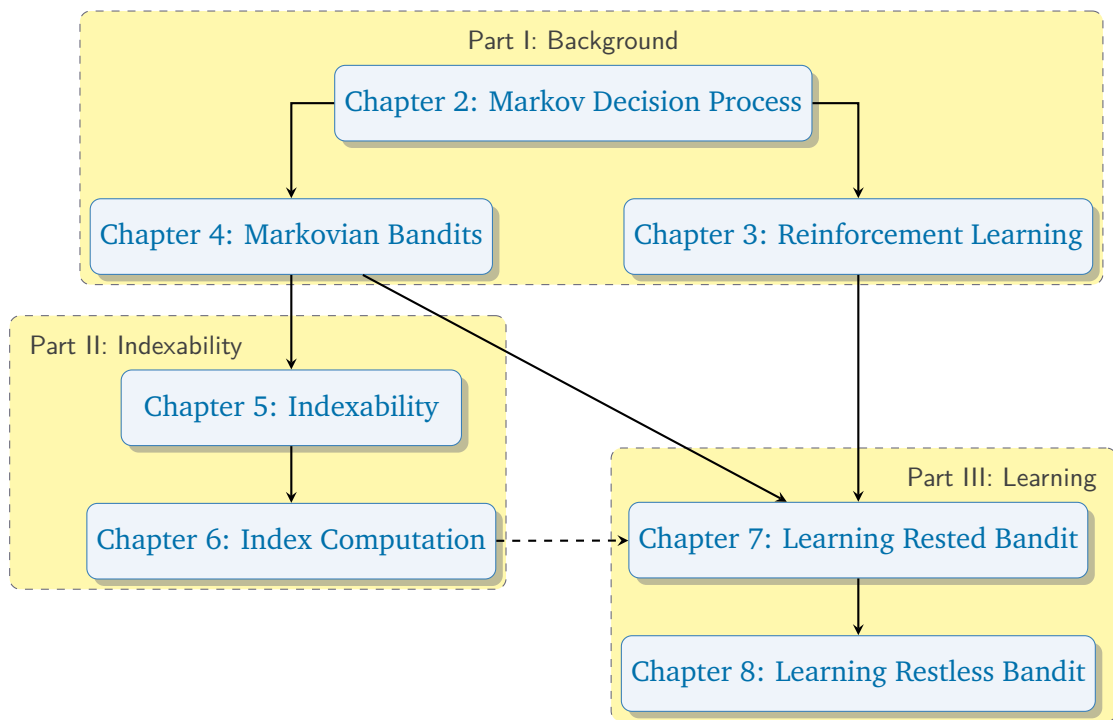 Part I: Background
Chapter 2: Markov Decision Process
Chapter 4: Markovian Bandits
Chapter 3: Reinforcement Learning
Part II: Indexability
Chapter 5: Indexability
Chapter 6: Index Computation
Part III: Learning
Chapter 7: Learning Rested Bandit
Chapter 8: Learning Restless Bandit